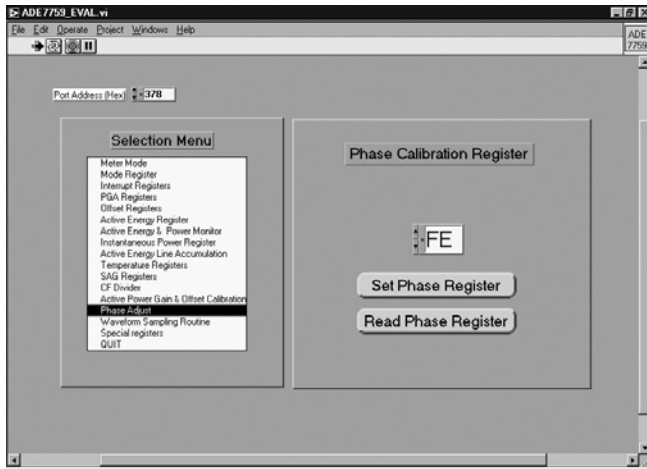 ADE7759_EVAL.vi
File Edit Operate Project Windows Help
ADE
7759
Port Address (Hex) 378
Selection Menu
Meter Mode
Mode Register
Interrupt Registers
PGA Registers
Offset Registers
Active Energy Register
Active Energy & Power Monitor
Instantaneous Power Register
Active Energy Line Accumulation
Temperature Registers
SAG Registers
CF Divider
Active Power Gain & Offset Calibration
Phase Adjust
Waveform Sampling Routine
Special registers
QUIT
Phase Calibration Register
FE
Set Phase Register
Read Phase Register